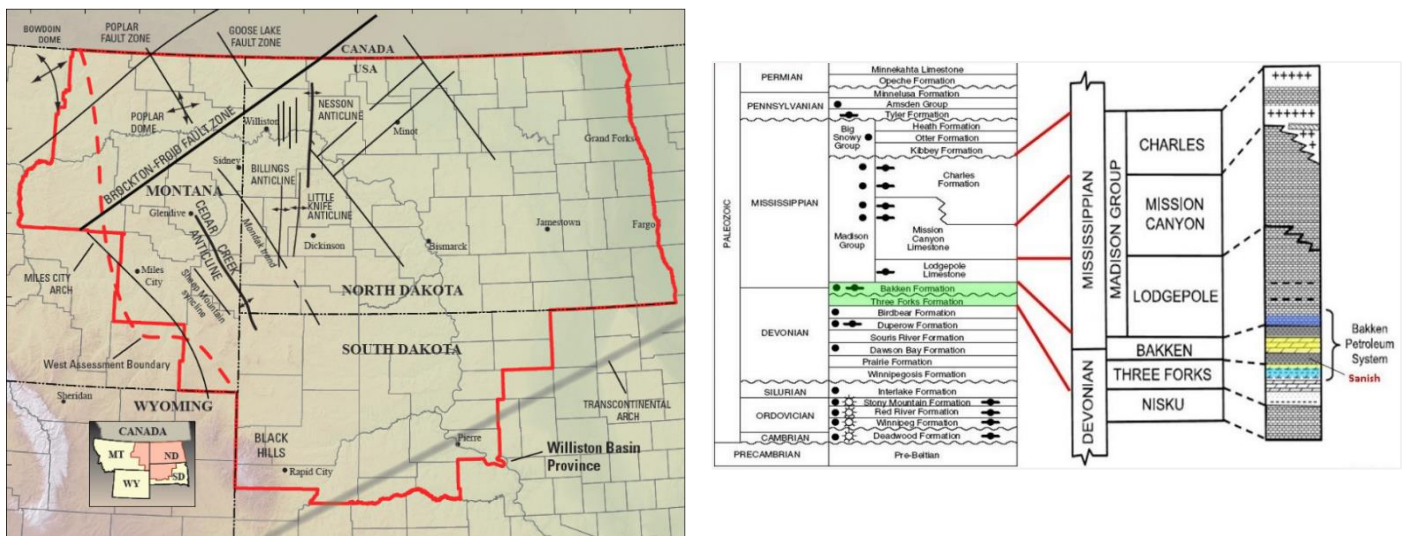 BOWDOIN
DOME
POPLAR
FAULT ZONE
GOOSE LAKE
FAULT ZONE
CANADA
USA
NESSON
ANTICLINE
POPLAR
DOME
Williston
Minot
Grand Forks
BROCKTON-FROID FAULT ZONE
Sidney
BILLINGS
ANTICLINE
MONTANA
LITTLE
KNIFE
ANTICLINE
Glendive
CEDAR CREEK
ANTICLINE
Mondak trend
Dickinson
Bismarck
Jamestown
Fargo
MILES CITY
ARCH
Miles
City
Sheep Mountain
syncline
NORTH DAKOTA
SOUTH DAKOTA
West Assessment Boundary
Sheridan
WYOMING
TRANSCONTINENTAL
ARCH
CANADA
MT
ND
SD
WY
BLACK
HILLS
Pierre
Rapid City
Williston Basin
Province
PALEOZOIC
PERMIAN
Minnekahta Limestone
Opeche Formation
Minnelusa Formation
PENNSYLVANIAN
Amsden Group
Tyler Formation
MISSISSIPPIAN
Big
Snowy
Group
Heath Formation
Otter Formation
Kibbey Formation
Madison
Group
Charles
Formation
Mission
Canyon
Limestone
Lodgepole
Limestone
Bakken Formation
DEVONIAN
Three Forks Formation
Birdbear Formation
Duperow Formation
Souris River Formation
Dawson Bay Formation
Prairie Formation
Winnipegosis Formation
SILURIAN
Interlake Formation
ORDOVICIAN
Stony Mountain Formation
Red River Formation
Winnipeg Formation
CAMBRIAN
Deadwood Formation
PRECAMBRIAN
Pre-Beltian
MISSISSIPPIAN
DEVONIAN
MADISON GROUP
CHARLES
MISSION
CANYON
LODGEPOLE
BAKKEN
THREE FORKS
NISKU
Bakken
Petroleum
System
Sanish